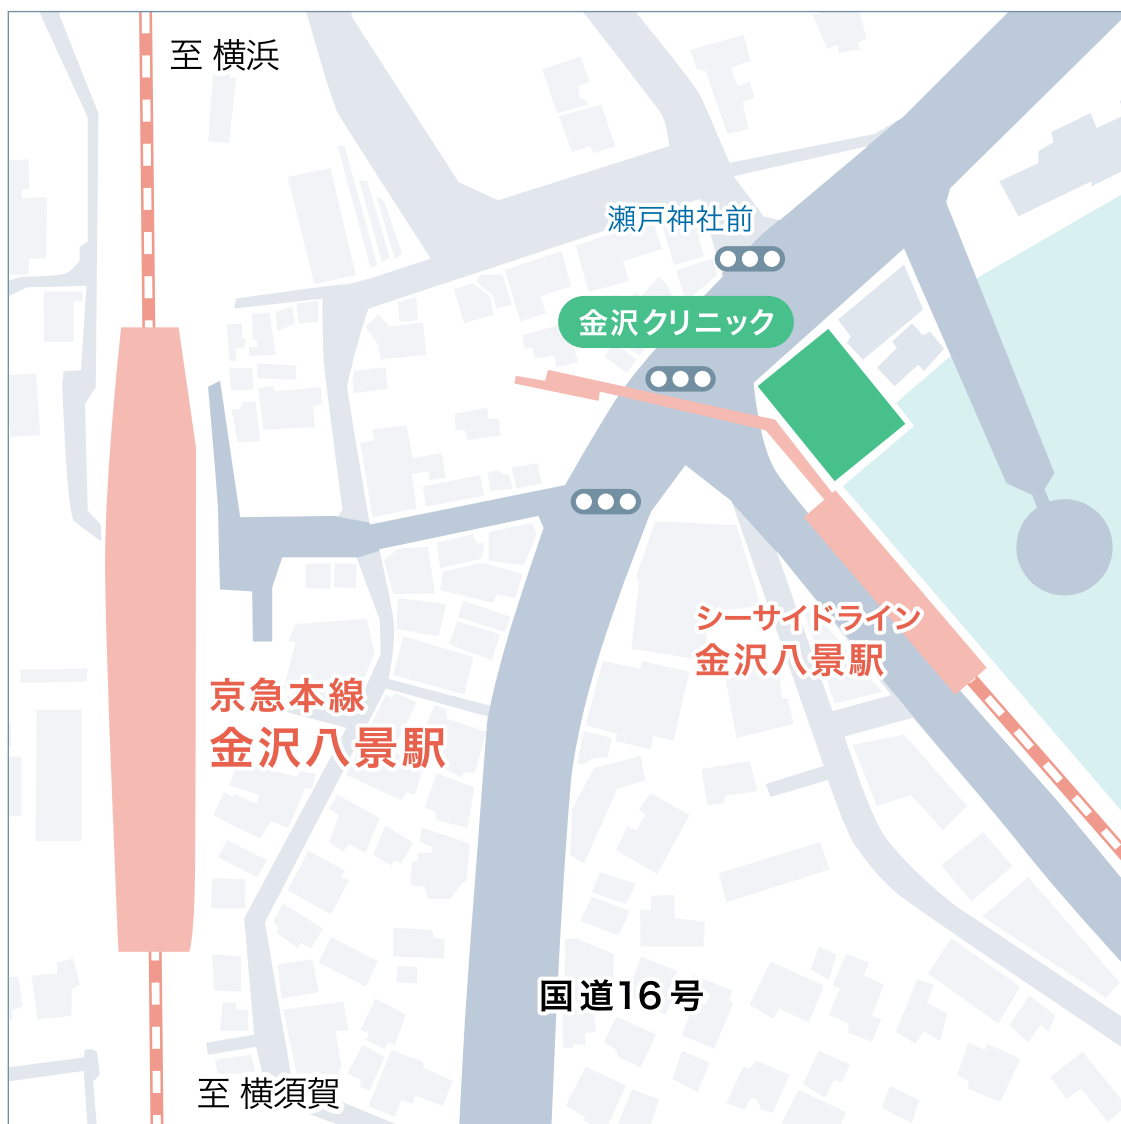 至 横浜
瀬戸神社前
金沢クリニック
シーサイドライン
金沢八景駅
京急本線
金沢八景駅
国道16号
至 横須賀